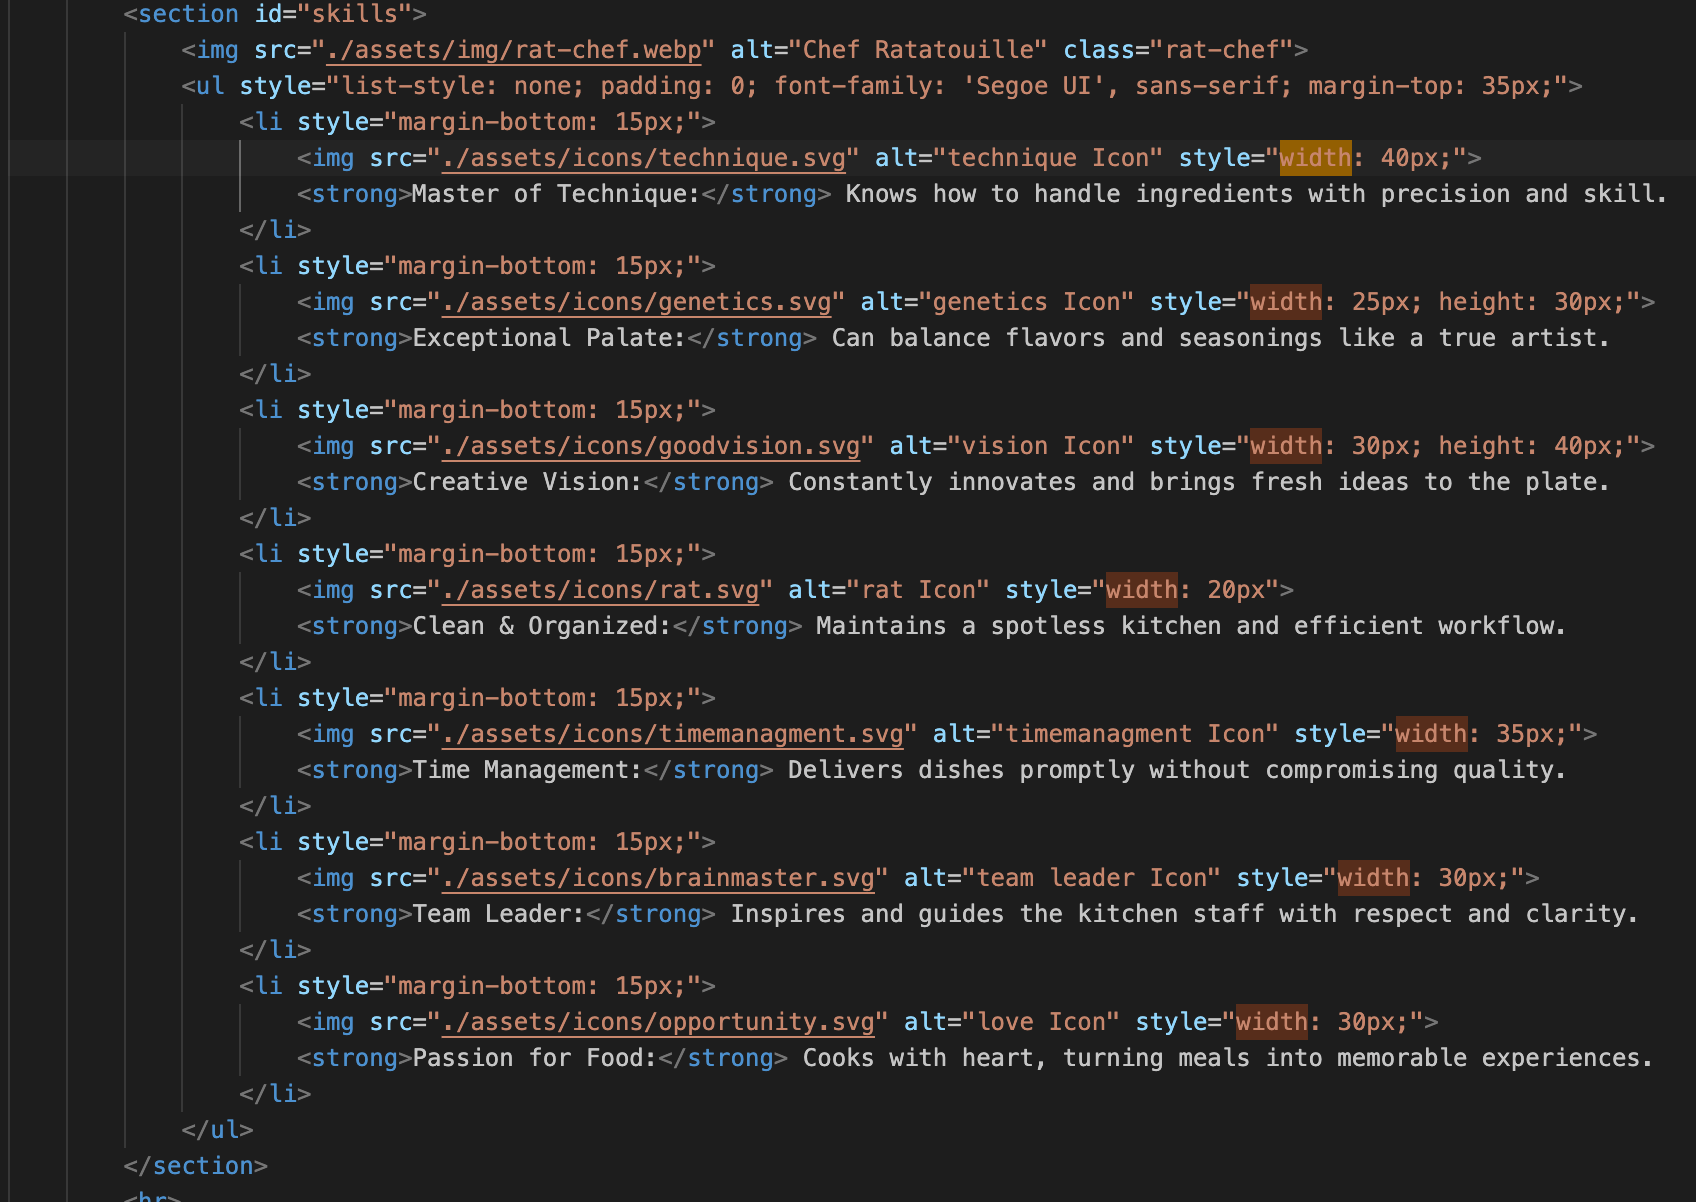 <section id="skills">
<img src="./assets/img/rat-chef.webp" alt="Chef Ratatouille" class="rat-chef">
<ul style="list-style: none; padding: 0; font-family: 'Segoe UI', sans-serif; margin-top: 35px;">
<li style="margin-bottom: 15px;">
<img src="./assets/icons/technique.svg" alt="technique Icon" style="width: 40px;">
<strong>Master of Technique:</strong> Knows how to handle ingredients with precision and skill.
</li>
<li style="margin-bottom: 15px;">
<img src="./assets/icons/genetics.svg" alt="genetics Icon" style="width: 25px; height: 30px;">
<strong>Exceptional Palate:</strong> Can balance flavors and seasonings like a true artist.
</li>
<li style="margin-bottom: 15px;">
<img src="./assets/icons/goodvision.svg" alt="vision Icon" style="width: 30px; height: 40px;">
<strong>Creative Vision:</strong> Constantly innovates and brings fresh ideas to the plate.
</li>
<li style="margin-bottom: 15px;">
<img src="./assets/icons/rat.svg" alt="rat Icon" style="width: 20px">
<strong>Clean & Organized:</strong> Maintains a spotless kitchen and efficient workflow.
</li>
<li style="margin-bottom: 15px;">
<img src="./assets/icons/timemanagment.svg" alt="timemanagment Icon" style="width: 35px;">
<strong>Time Management:</strong> Delivers dishes promptly without compromising quality.
</li>
<li style="margin-bottom: 15px;">
<img src="./assets/icons/brainmaster.svg" alt="team leader Icon" style="width: 30px;">
<strong>Team Leader:</strong> Inspires and guides the kitchen staff with respect and clarity.
</li>
<li style="margin-bottom: 15px;">
<img src="./assets/icons/opportunity.svg" alt="love Icon" style="width: 30px;">
<strong>Passion for Food:</strong> Cooks with heart, turning meals into memorable experiences.
</li>
</ul>
</section>
<hr>